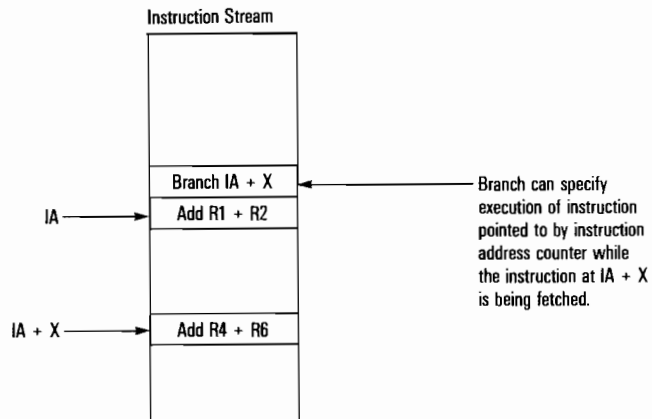 Instruction Stream
Branch IA + X
IA
Add R1 + R2
Branch can specify
execution of instruction
pointed to by instruction
address counter while
the instruction at IA + X
is being fetched.
IA + X
Add R4 + R6